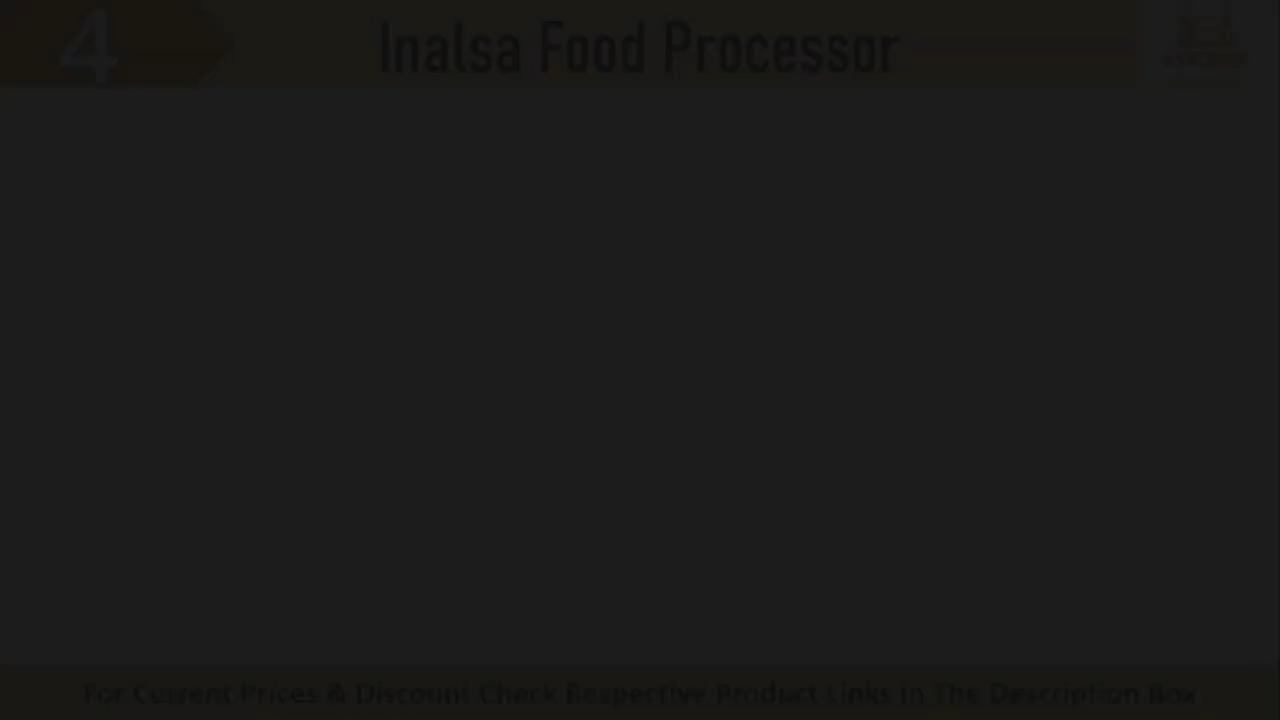 4
Inalsa Food Processor
For Current Prices & Discount Check Respective Product Links In The Description Box